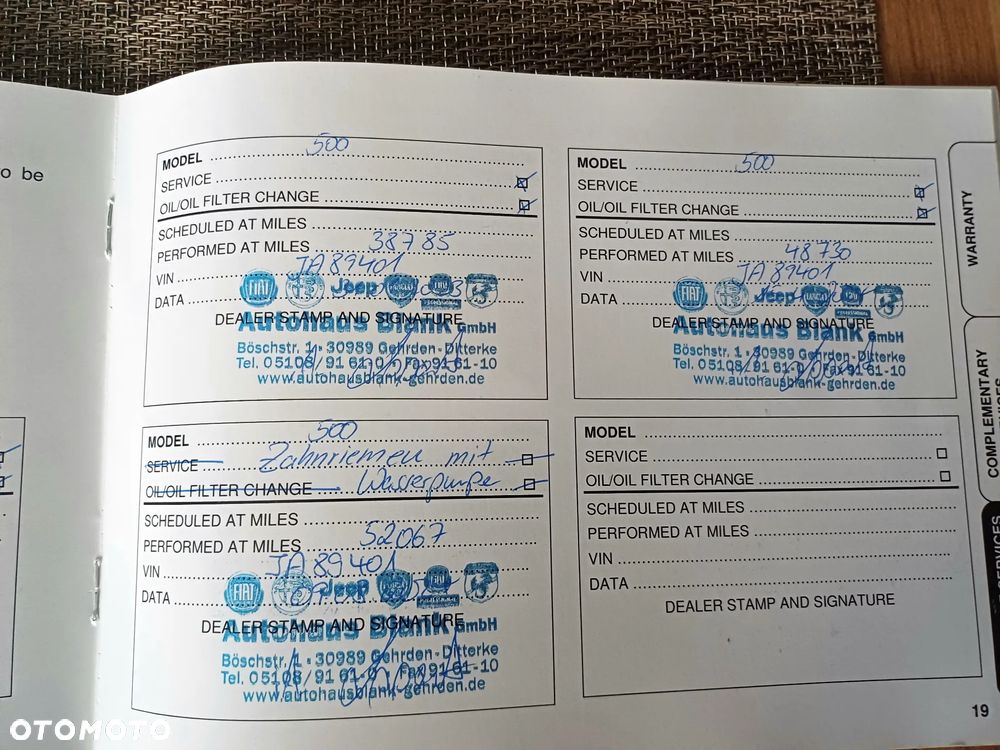 o be
MODEL 500
SERVICE
OIL/OIL FILTER CHANGE
SCHEDULED AT MILES
PERFORMED AT MILES 38785
VIN JA89401
DATA
FIAT Jeep
DEALER STAMP AND SIGNATURE
Autohaus Blank GmbH
Böschstr. 1 · 30989 Gehrden-Ditterke
Tel. 05108/91 61-0 · Fax 91 61-10
www.autohausblank-gehrden.de
MODEL 500
SERVICE
OIL/OIL FILTER CHANGE
SCHEDULED AT MILES
PERFORMED AT MILES 48730
VIN JA89401
DATA
FIAT Jeep
DEALER STAMP AND SIGNATURE
Autohaus Blank GmbH
Böschstr. 1 · 30989 Gehrden-Ditterke
Tel. 05108/91 61-0 · Fax 91 61-10
www.autohausblank-gehrden.de
MODEL 500
SERVICE Zahnriemen mit
OIL/OIL FILTER CHANGE Wasserpumpe
SCHEDULED AT MILES
PERFORMED AT MILES 52067
VIN JA89401
DATA
FIAT Jeep
DEALER STAMP AND SIGNATURE
Autohaus Blank GmbH
Böschstr. 1 · 30989 Gehrden-Ditterke
Tel. 05108/91 61-0 · Fax 91 61-10
www.autohausblank-gehrden.de
MODEL
SERVICE
OIL/OIL FILTER CHANGE
SCHEDULED AT MILES
PERFORMED AT MILES
VIN
DATA
DEALER STAMP AND SIGNATURE
WARRANTY
COMPLEMENTARY
SERVICES
19
OTOMOTO